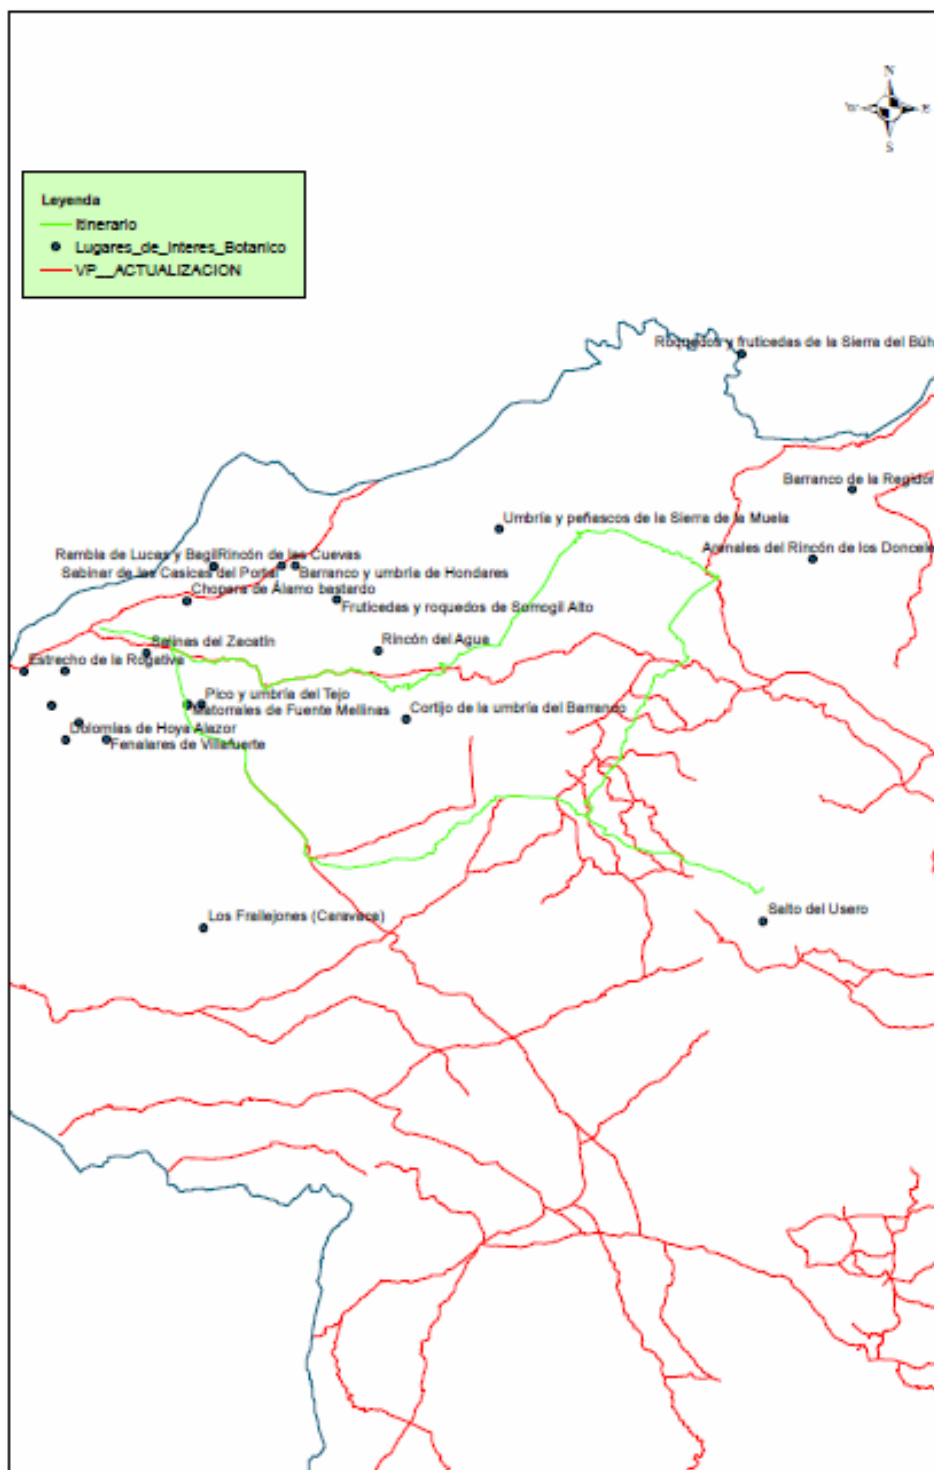 N
W E
S
Leyenda
Itinerario
Lugares_de_Interes_Botanico
VP__ACTUALIZACION
Roquedos y fruticedas de la Sierra del Búh
Barranco de la Regidor
Umbría y peñascos de la Sierra de la Muela
Arenales del Rincón de los Doncele
Rambla de Lucas y Bagil Rincón de las Cuevas
Sabinar de las Casicas del Portal Barranco y umbría de Hondares
Chopera de Álamo bastardo
Fruticedas y roquedos de Somogil Alto
Salinas del Zacatín
Rincón del Agua
Estrecho de la Rogativa
Pico y umbría del Tejo
Matorrales de Fuente Mellinas
Cortijo de la umbría del Barranco
Dolomías de Hoya Alazor
Fenalares de Villafuerte
Los Frailejones (Caravaca)
Salto del Usero